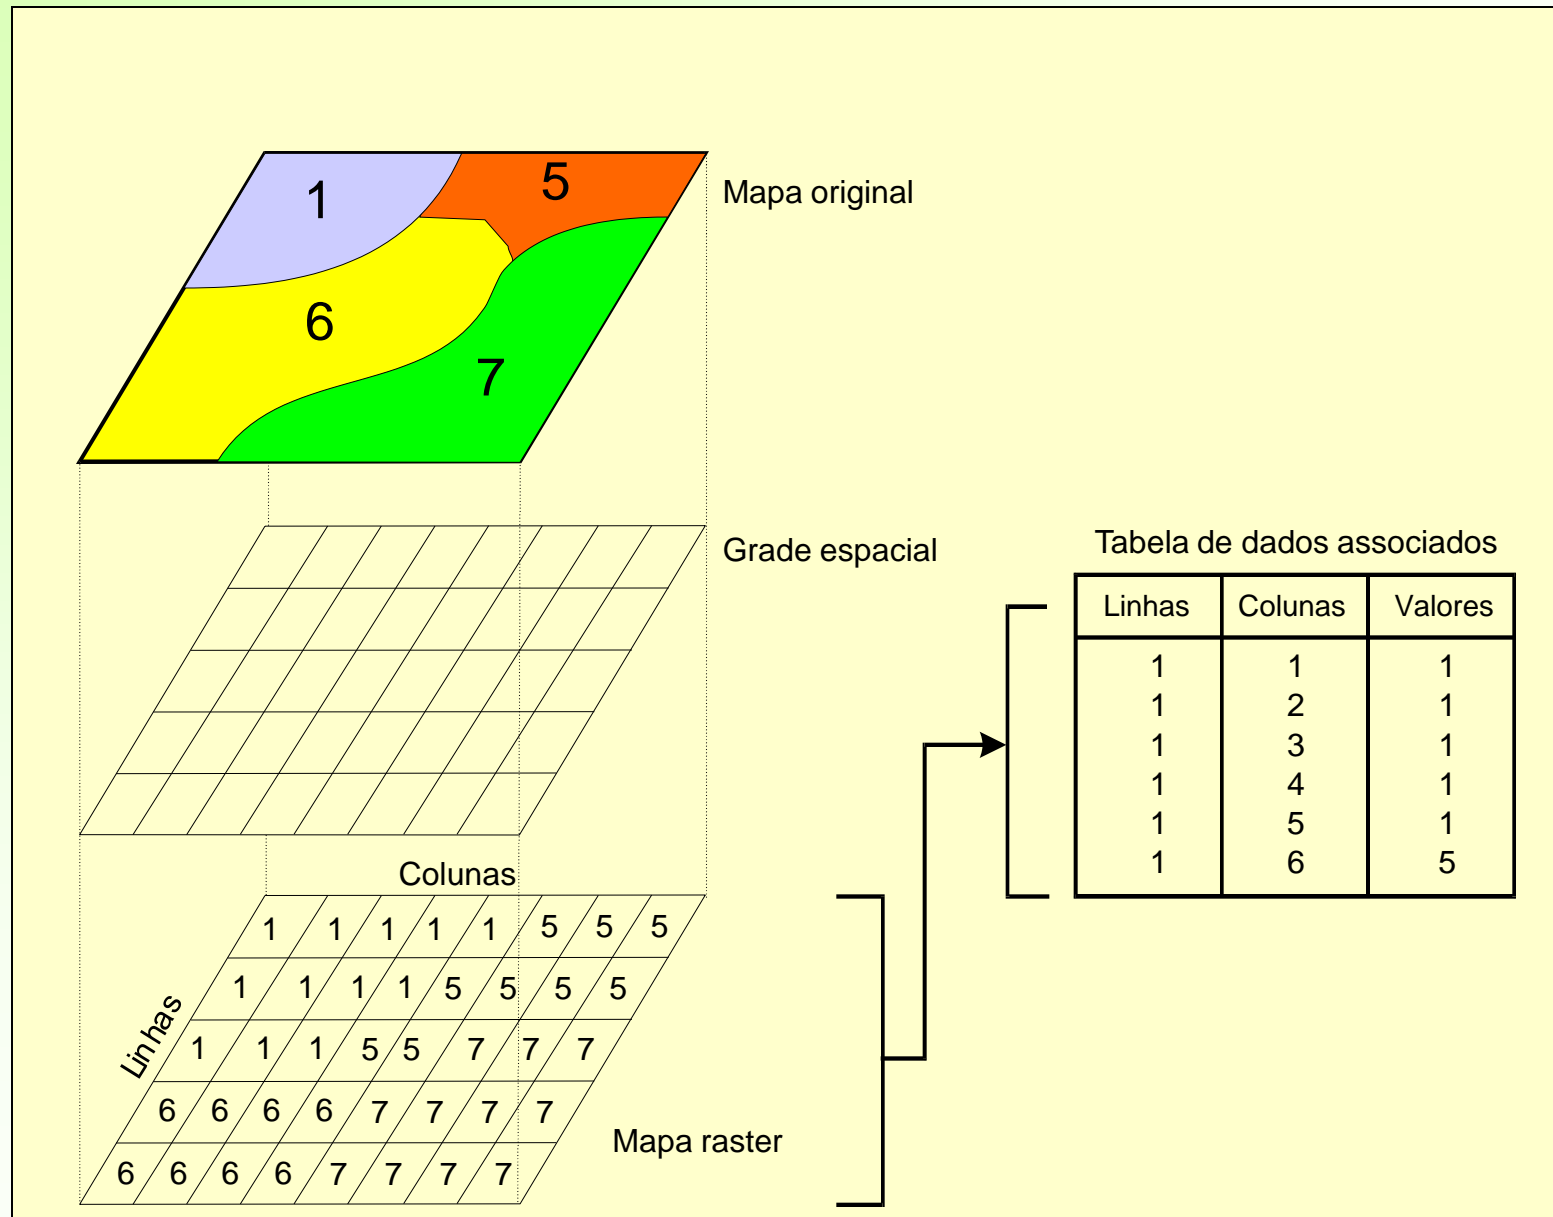 1
5
Mapa original
6
7
Grade espacial
Tabela de dados associados
Linhas Colunas Valores
1 1 1
1 2 1
1 3 1
1 4 1
1 5 1
1 6 5
Colunas
Linhas
1 1 1 1 1 5 5 5
1 1 1 1 5 5 5 5
1 1 1 5 5 7 7 7
6 6 6 6 7 7 7 7
6 6 6 6 7 7 7 7
Mapa raster